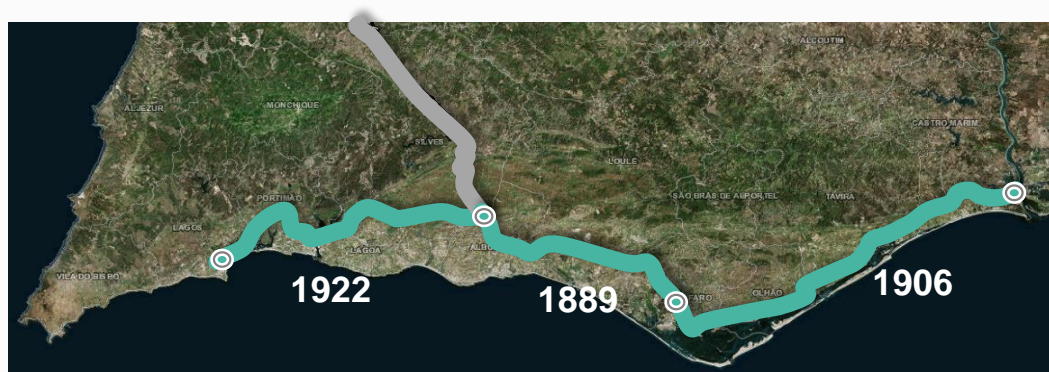 ALCOUTIM
MONCHIQUE
ALJEZUR
CASTRO MARIM
SILVES
LOULÉ
SÃO BRÁS DE ALPORTEL
TAVIRA
PORTIMÃO
LAGOS
LAGOA
VILA DO BISPO
FARO
OLHÃO
1922
1889
1906